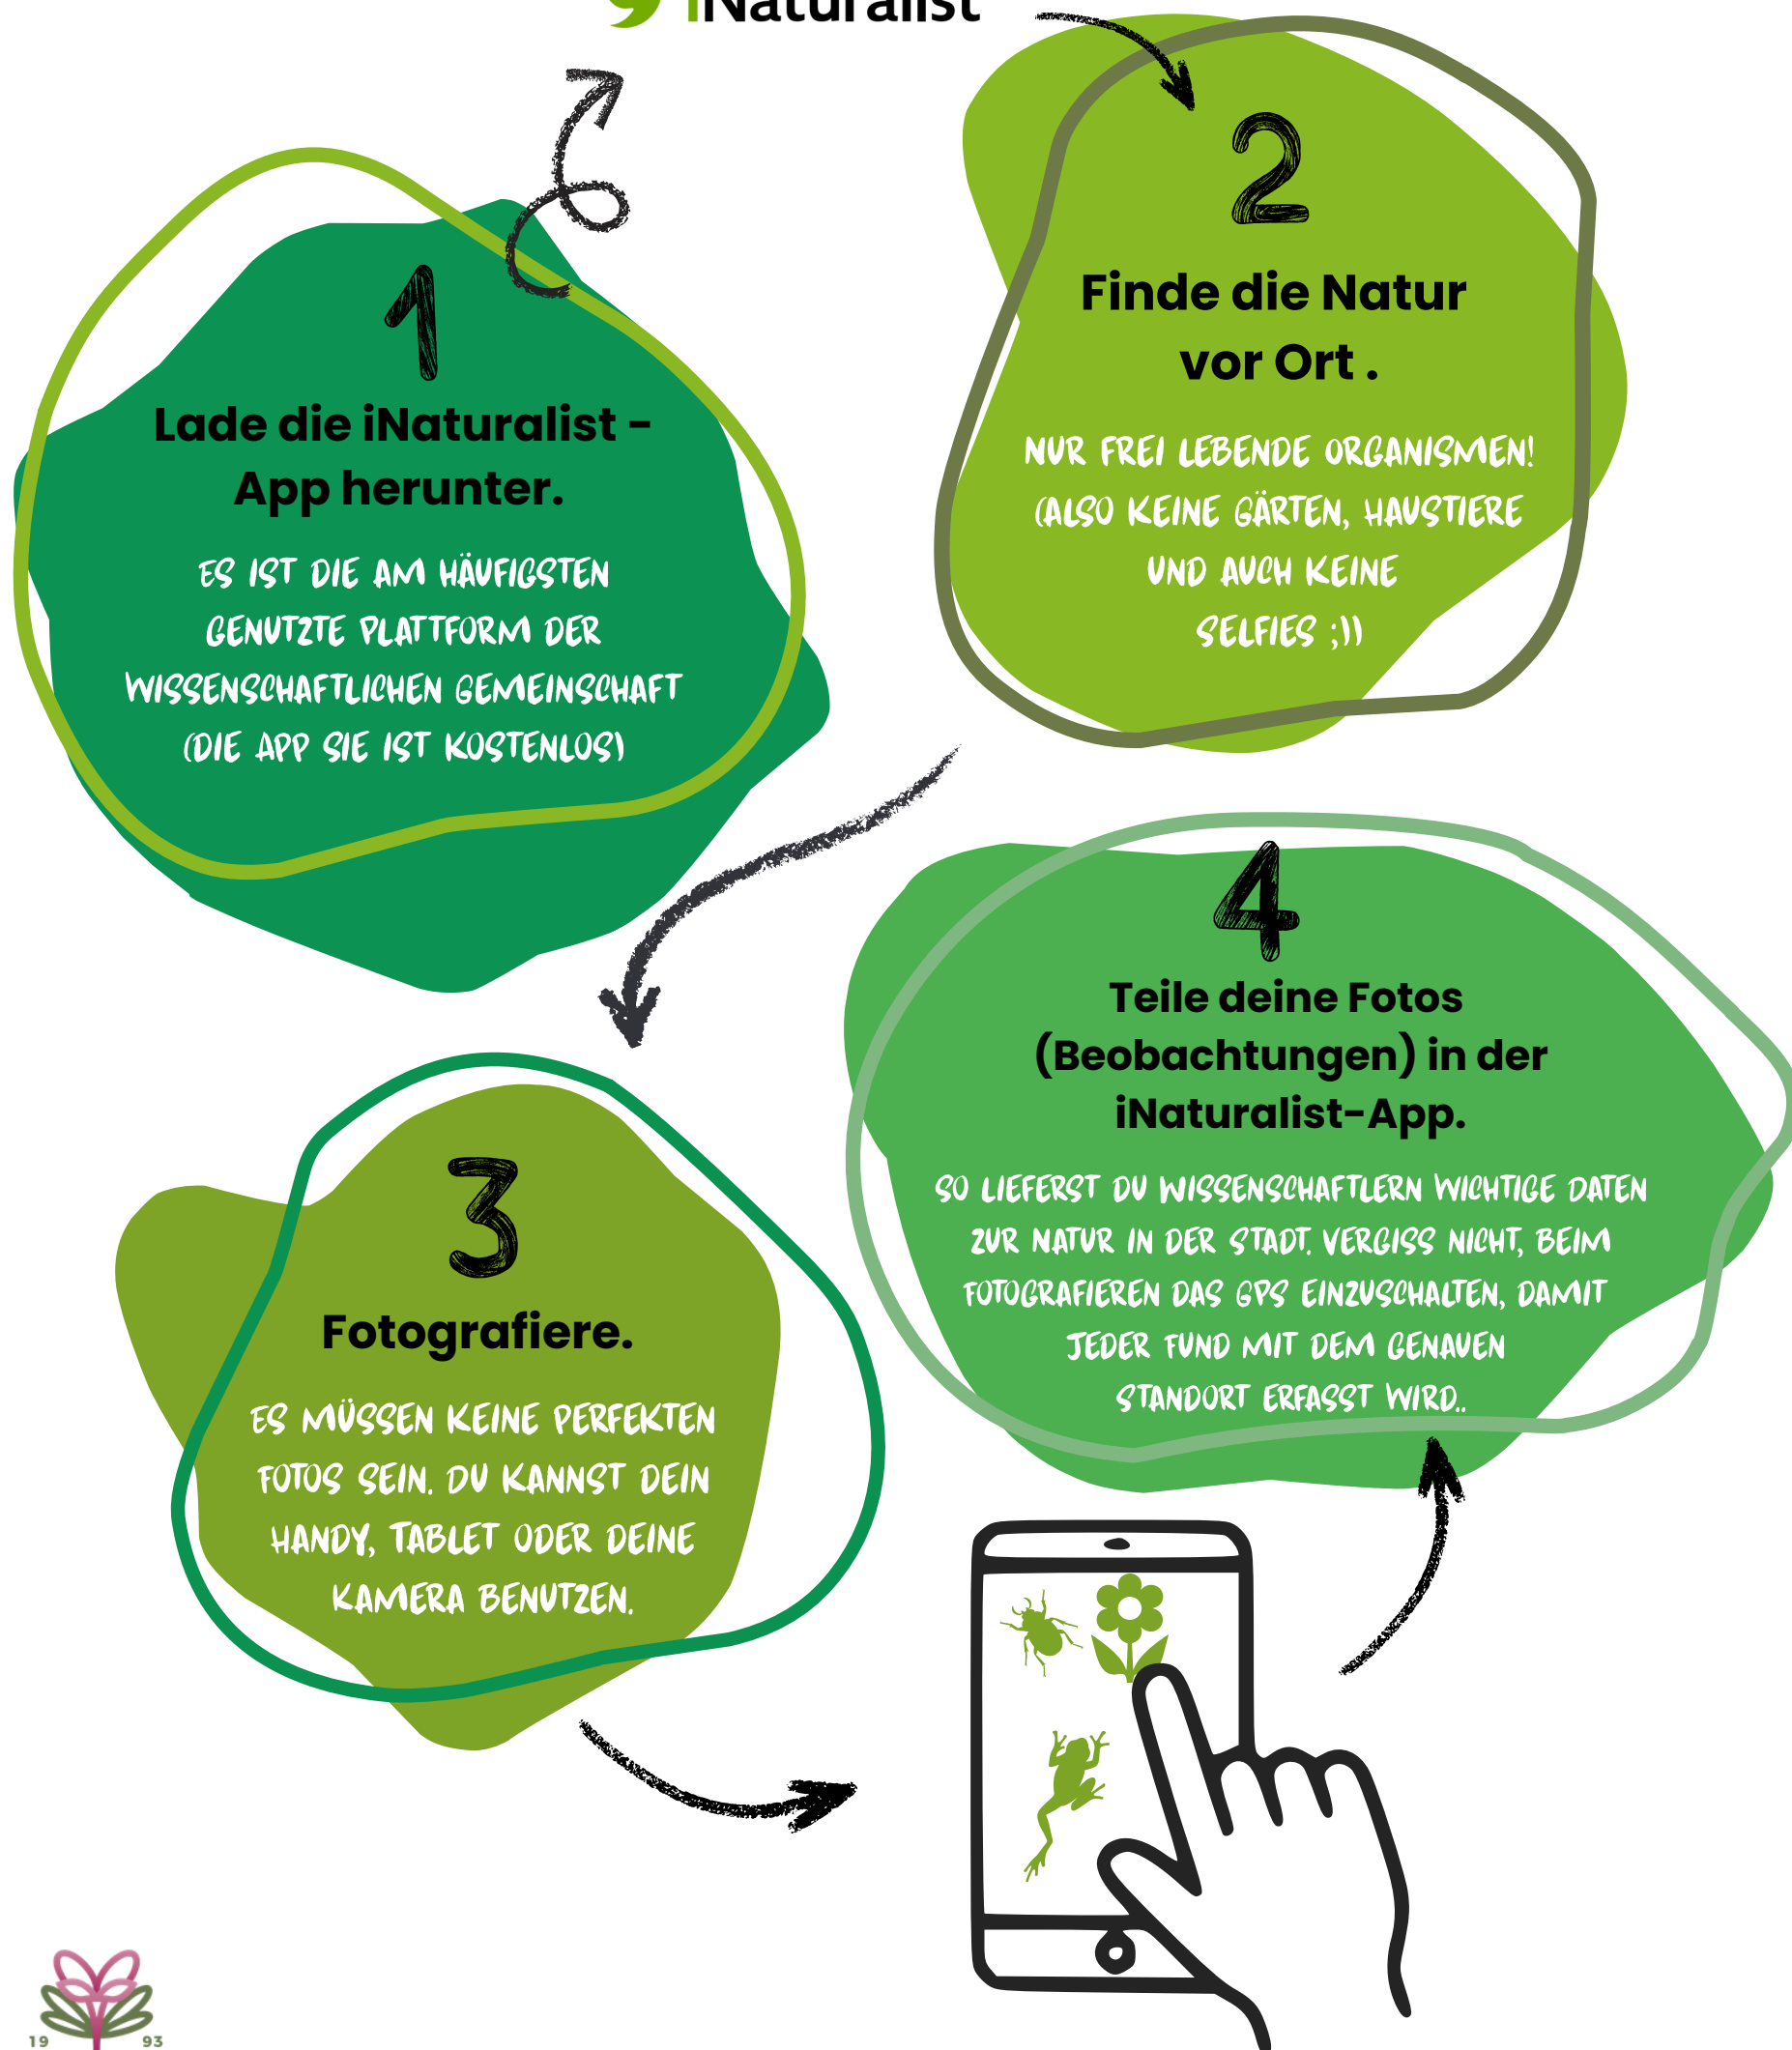 iNaturalist
1
Lade die iNaturalist -
App herunter.
ES IST DIE AM HÄUFIGSTEN
GENUTZTE PLATTFORM DER
WISSENSCHAFTLICHEN GEMEINSCHAFT
(DIE APP SIE IST KOSTENLOS)
2
Finde die Natur
vor Ort .
NUR FREI LEBENDE ORGANISMEN!
(ALSO KEINE GÄRTEN, HAUSTIERE
UND AUCH KEINE
SELFIES ;))
3
Fotografiere.
ES MÜSSEN KEINE PERFEKTEN
FOTOS SEIN. DU KANNST DEIN
HANDY, TABLET ODER DEINE
KAMERA BENUTZEN.
4
Teile deine Fotos
(Beobachtungen) in der
iNaturalist-App.
SO LIEFERST DU WISSENSCHAFTLERN WICHTIGE DATEN
ZUR NATUR IN DER STADT. VERGISS NICHT, BEIM
FOTOGRAFIEREN DAS GPS EINZUSCHALTEN, DAMIT
JEDER FUND MIT DEM GENAUEN
STANDORT ERFASST WIRD..
19 93